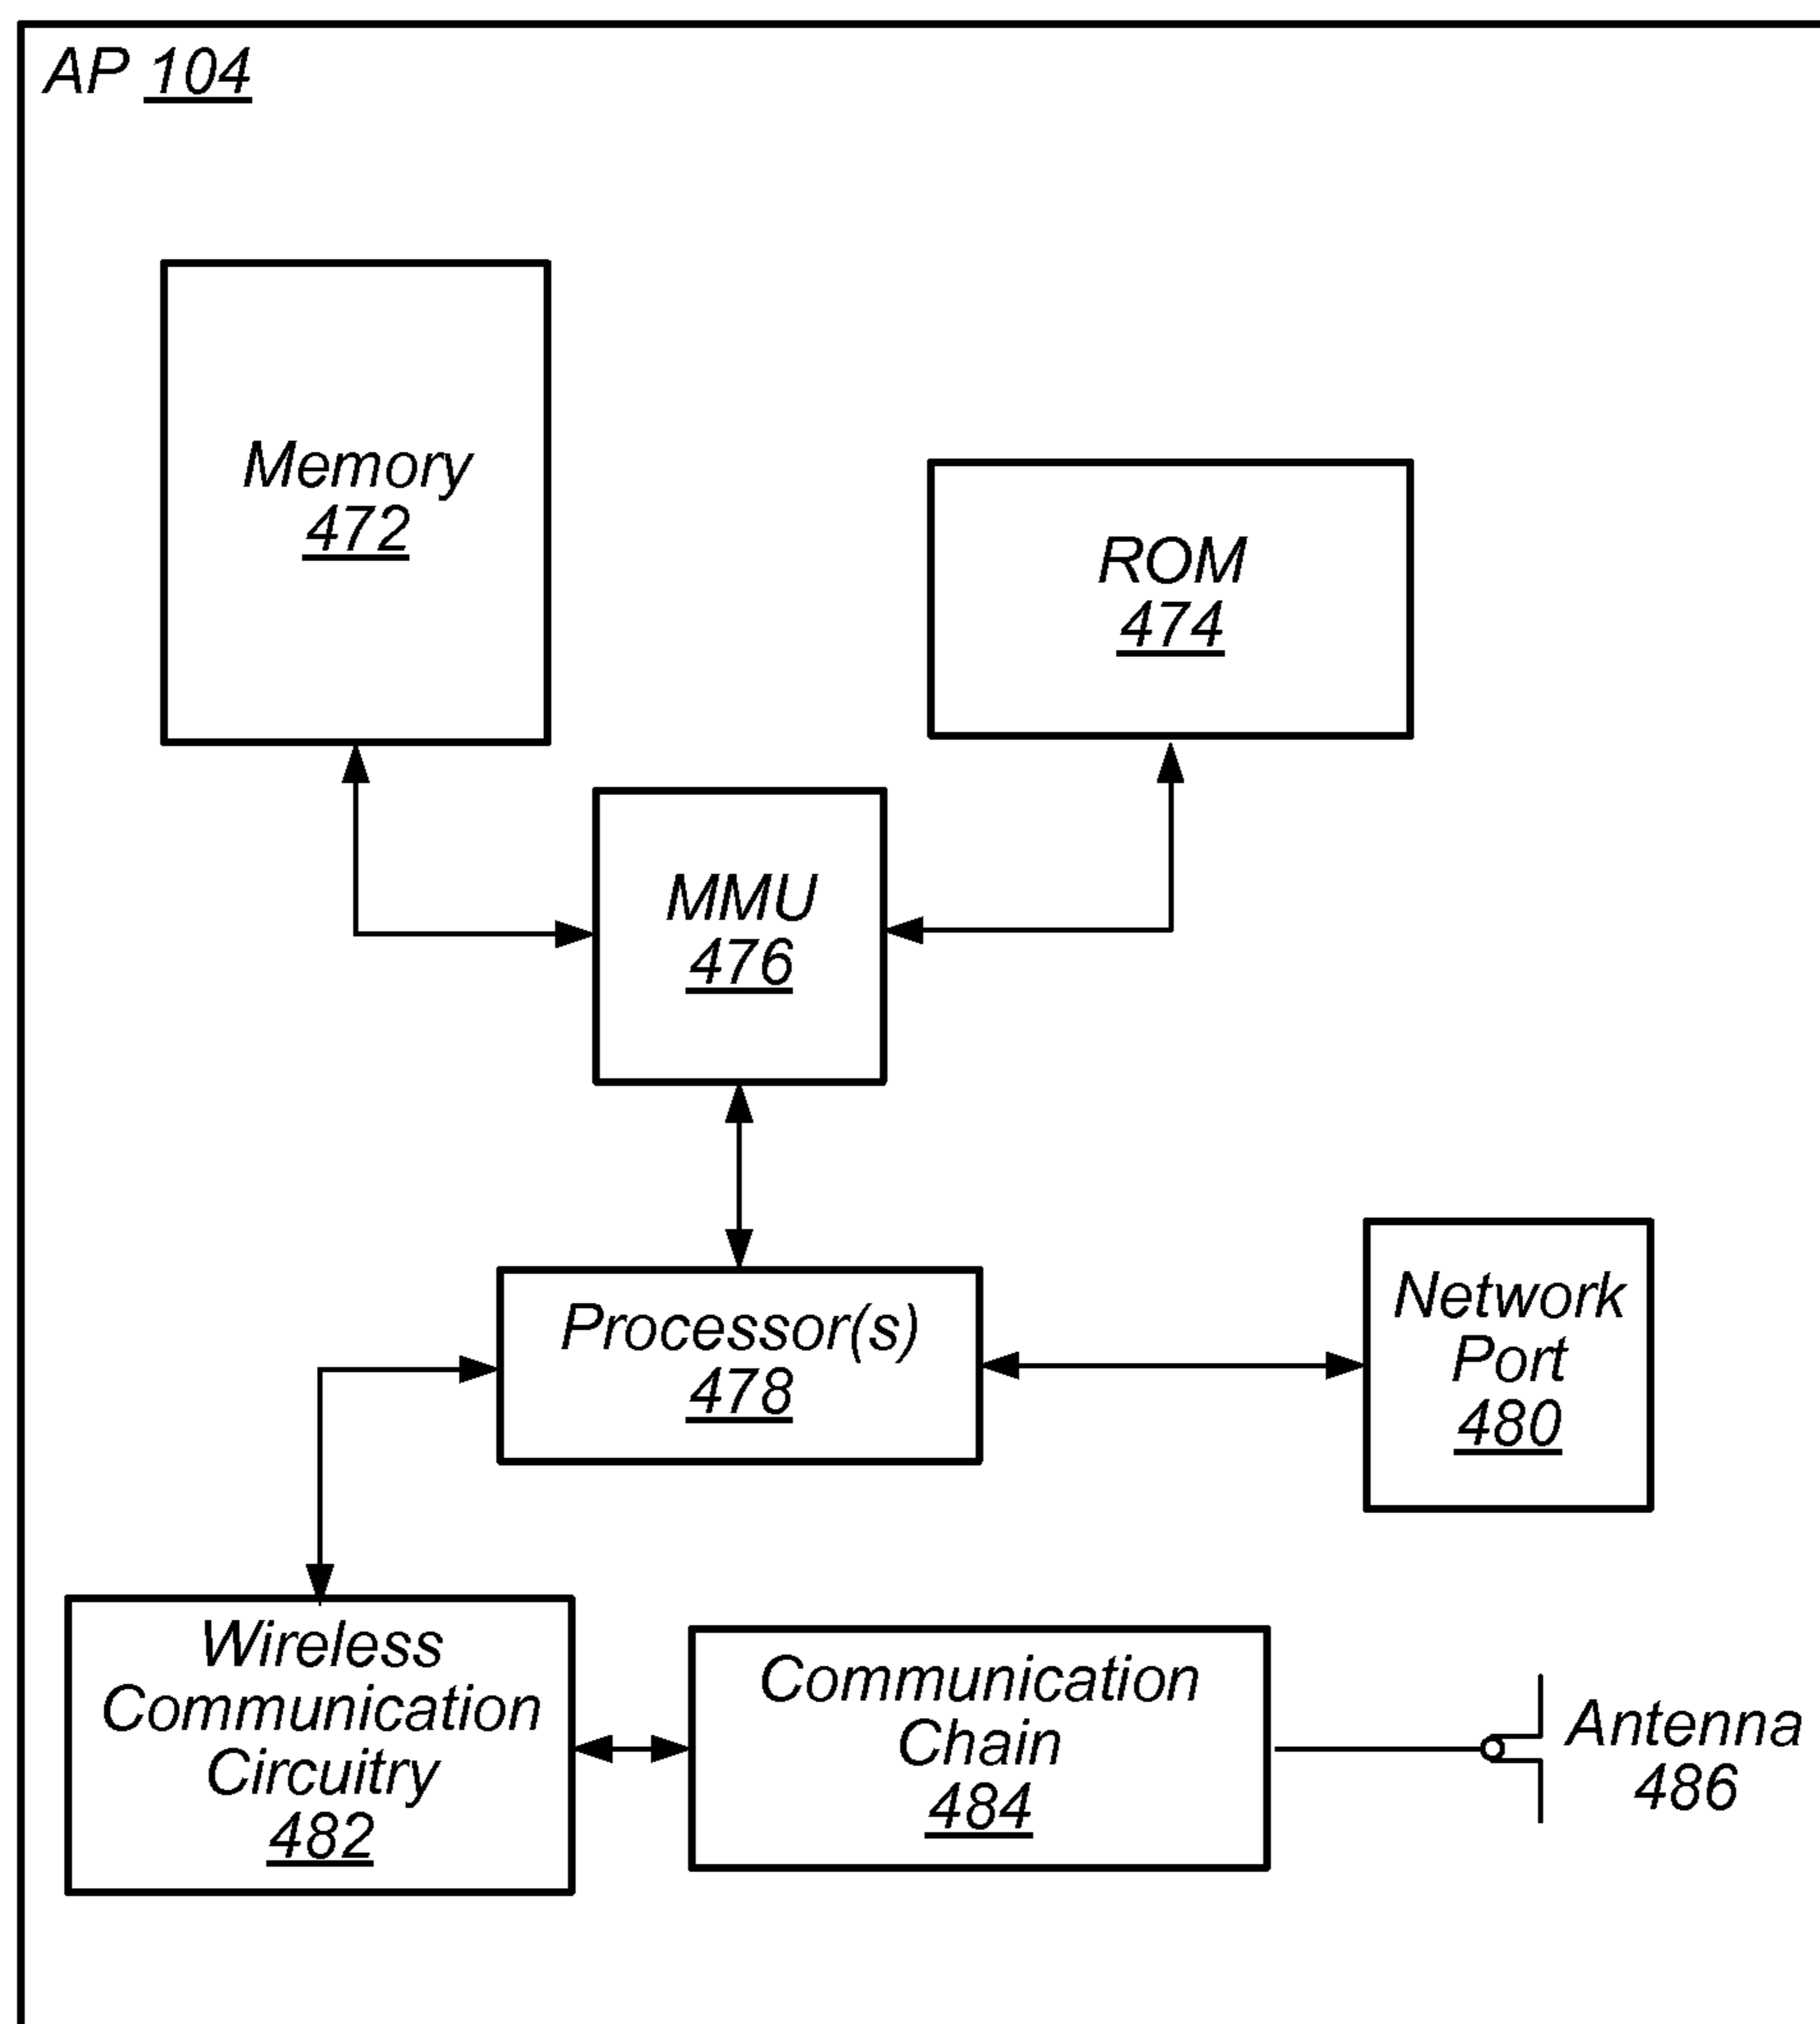 AP 104
Memory
472
ROM
474
MMU
476
Processor(s)
478
Network
Port
480
Wireless
Communication
Circuitry
482
Communication
Chain
484
Antenna
486